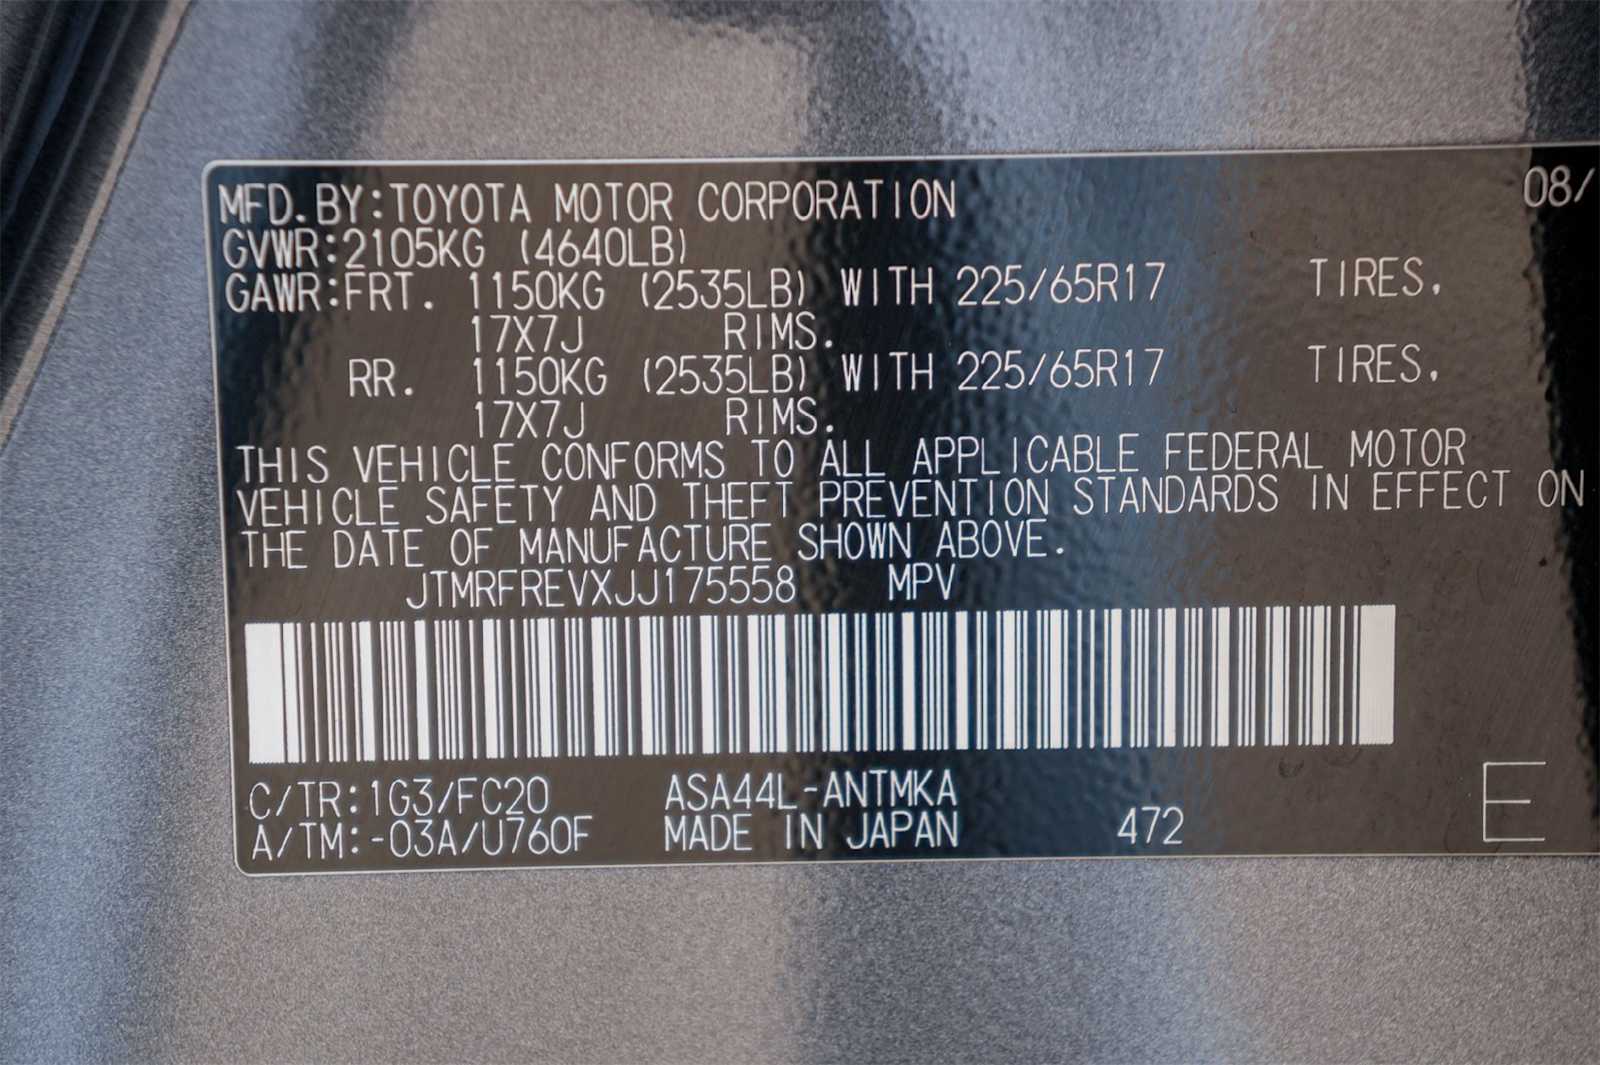 MFD.BY:TOYOTA MOTOR CORPORATION 08/
GVWR:2105KG (4640LB)
GAWR:FRT. 1150KG (2535LB) WITH 225/65R17 TIRES,
17X7J RIMS.
RR. 1150KG (2535LB) WITH 225/65R17 TIRES,
17X7J RIMS.
THIS VEHICLE CONFORMS TO ALL APPLICABLE FEDERAL MOTOR
VEHICLE SAFETY AND THEFT PREVENTION STANDARDS IN EFFECT ON
THE DATE OF MANUFACTURE SHOWN ABOVE.
JTMRFREVXJJ175558 MPV
C/TR:1G3/FC20 ASA44L-ANTMKA
A/TM:-03A/U760F MADE IN JAPAN 472 E